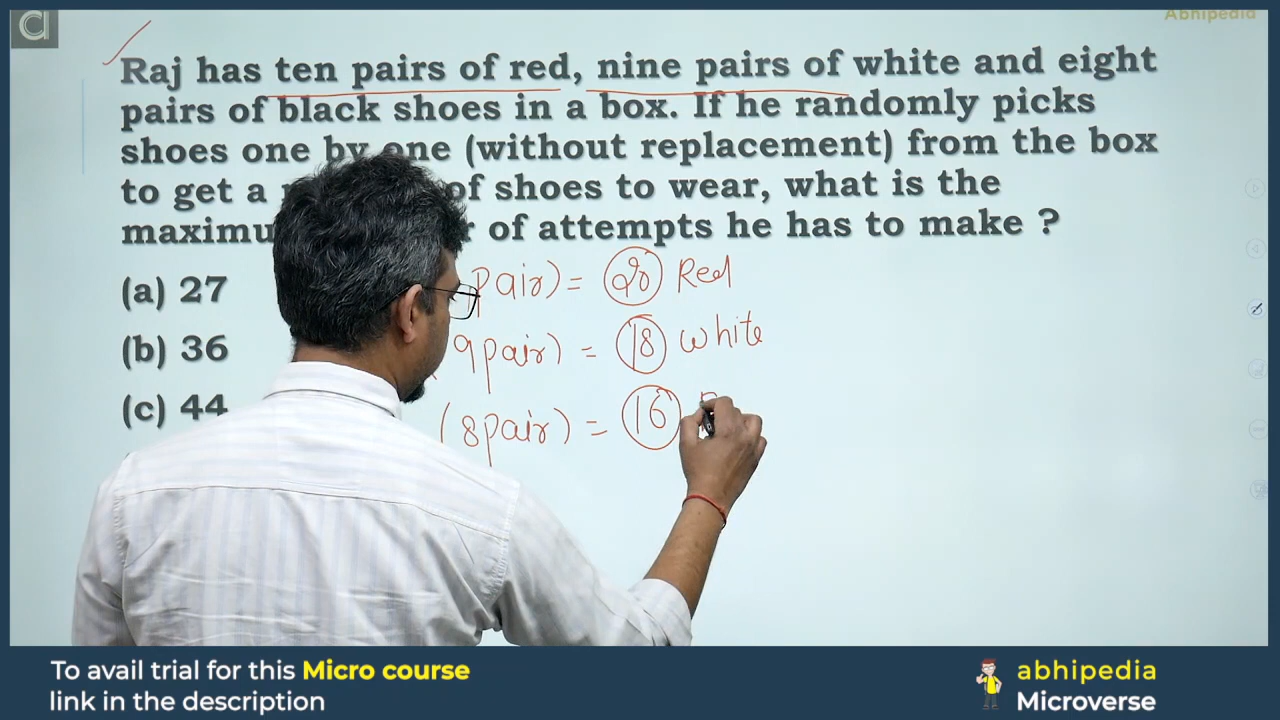 Abhipedia
Raj has ten pairs of red, nine pairs of white and eight
pairs of black shoes in a box. If he randomly picks
shoes one by one (without replacement) from the box
to get a of shoes to wear, what is the
of attempts he has to make ?
(a) 27
(b) 36
(c) 44
pair) = 20 Red
9pair) = 18 white
(8pair) = 16
To avail trial for this Micro course
link in the description
abhipedia
Microverse